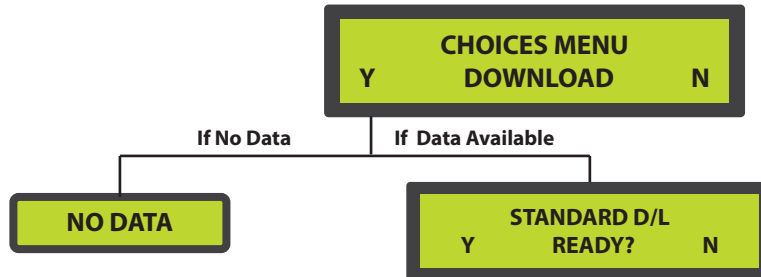 CHOICES MENU
Y DOWNLOAD N
If No Data If Data Available
NO DATA
STANDARD D/L
Y READY? N